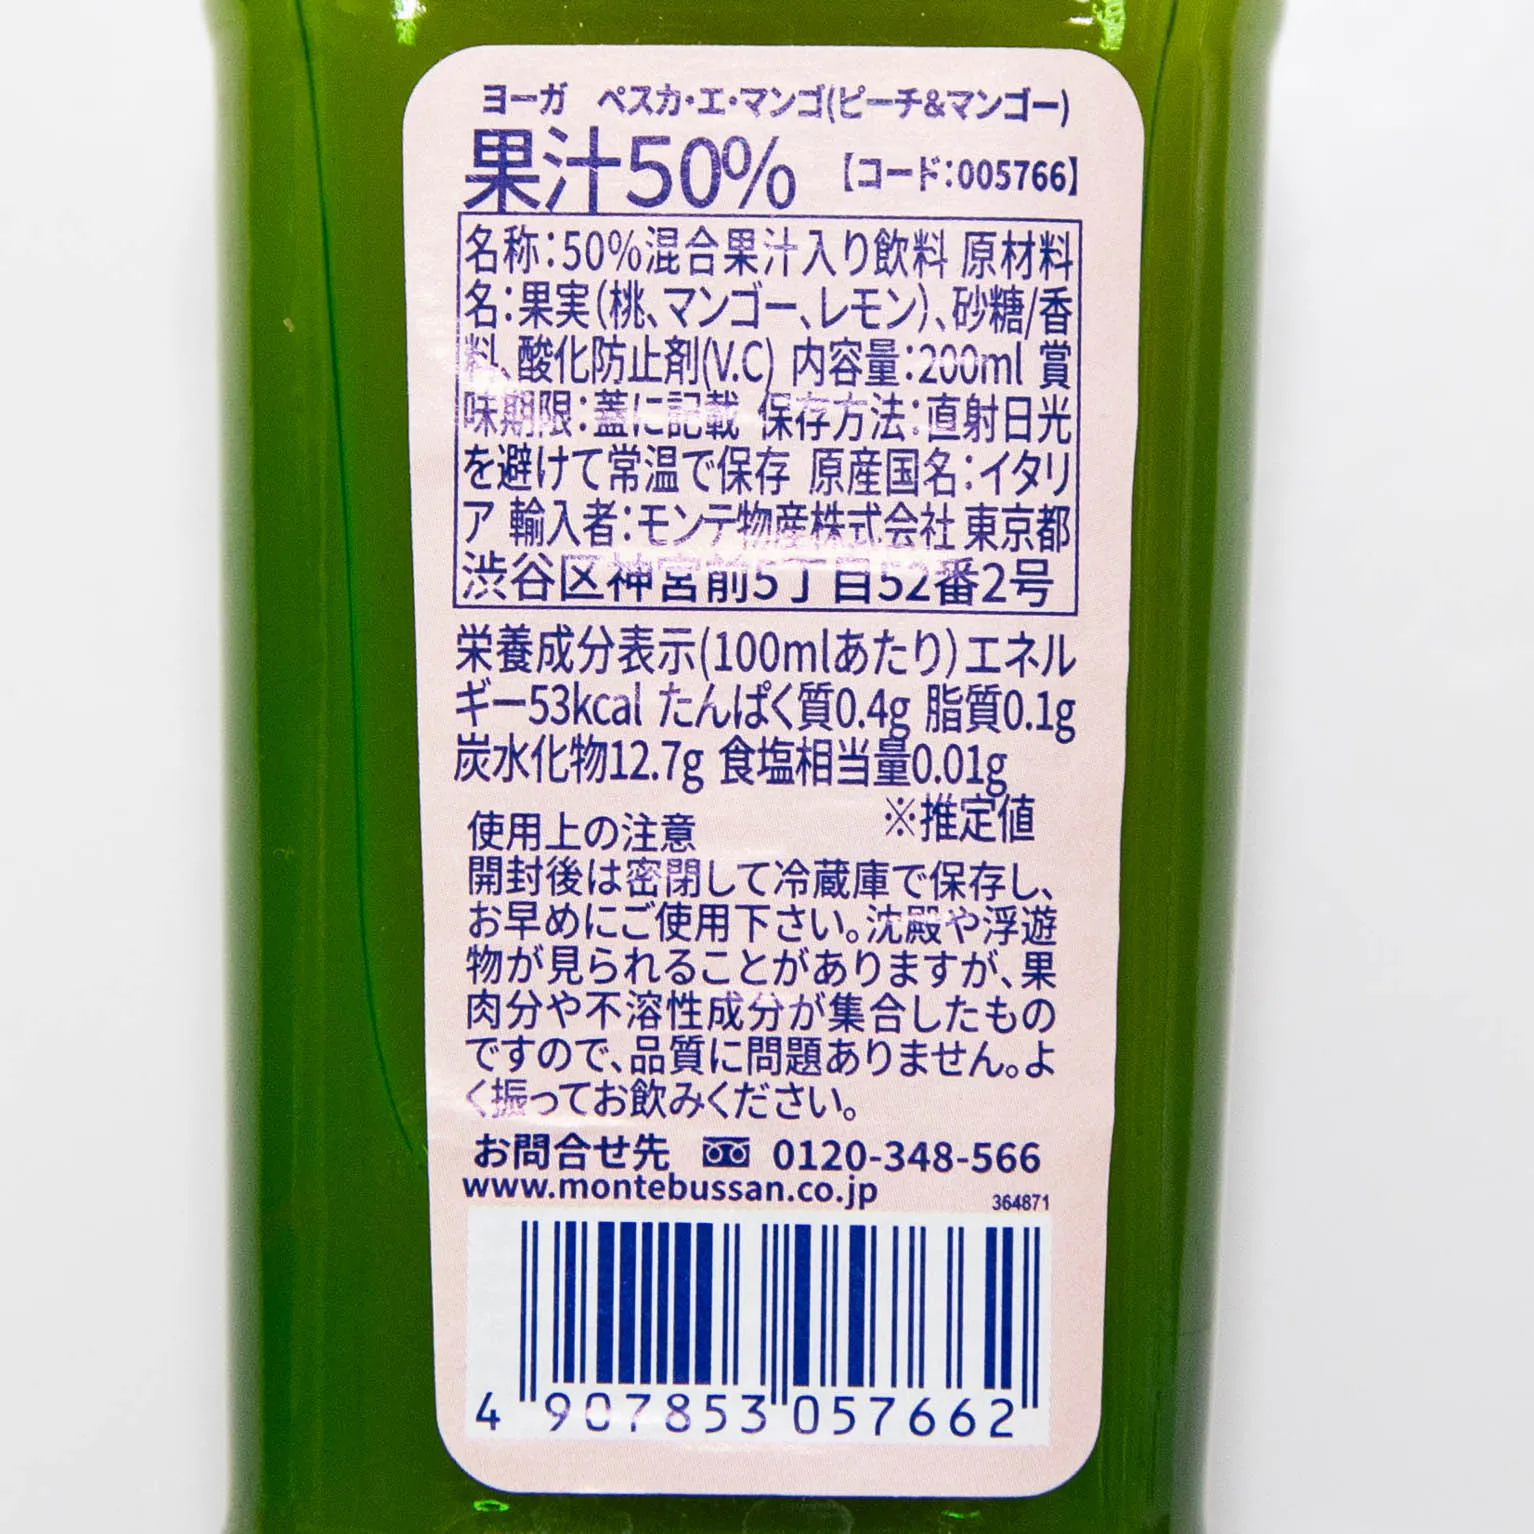 ヨーガ ペスカ・エ・マンゴ(ピーチ&マンゴー)
果汁50% 【コード:005766】
名称:50%混合果汁入り飲料 原材料
名:果実(桃、マンゴー、レモン)、砂糖/香
料、酸化防止剤(V.C) 内容量:200ml 賞
味期限:蓋に記載 保存方法:直射日光
を避けて常温で保存 原産国名:イタリ
ア 輸入者:モンテ物産株式会社 東京都
渋谷区神宮前5丁目52番2号
栄養成分表示(100mlあたり)エネル
ギー53kcal たんぱく質0.4g 脂質0.1g
炭水化物12.7g 食塩相当量0.01g
※推定値
使用上の注意
開封後は密閉して冷蔵庫で保存し、
お早めにご使用下さい。沈殿や浮遊
物が見られることがありますが、果
肉分や不溶性成分が集合したもの
ですので、品質に問題ありません。よ
く振ってお飲みください。
お問合せ先 0120-348-566
www.montebussan.co.jp 364871
4 907853 057662